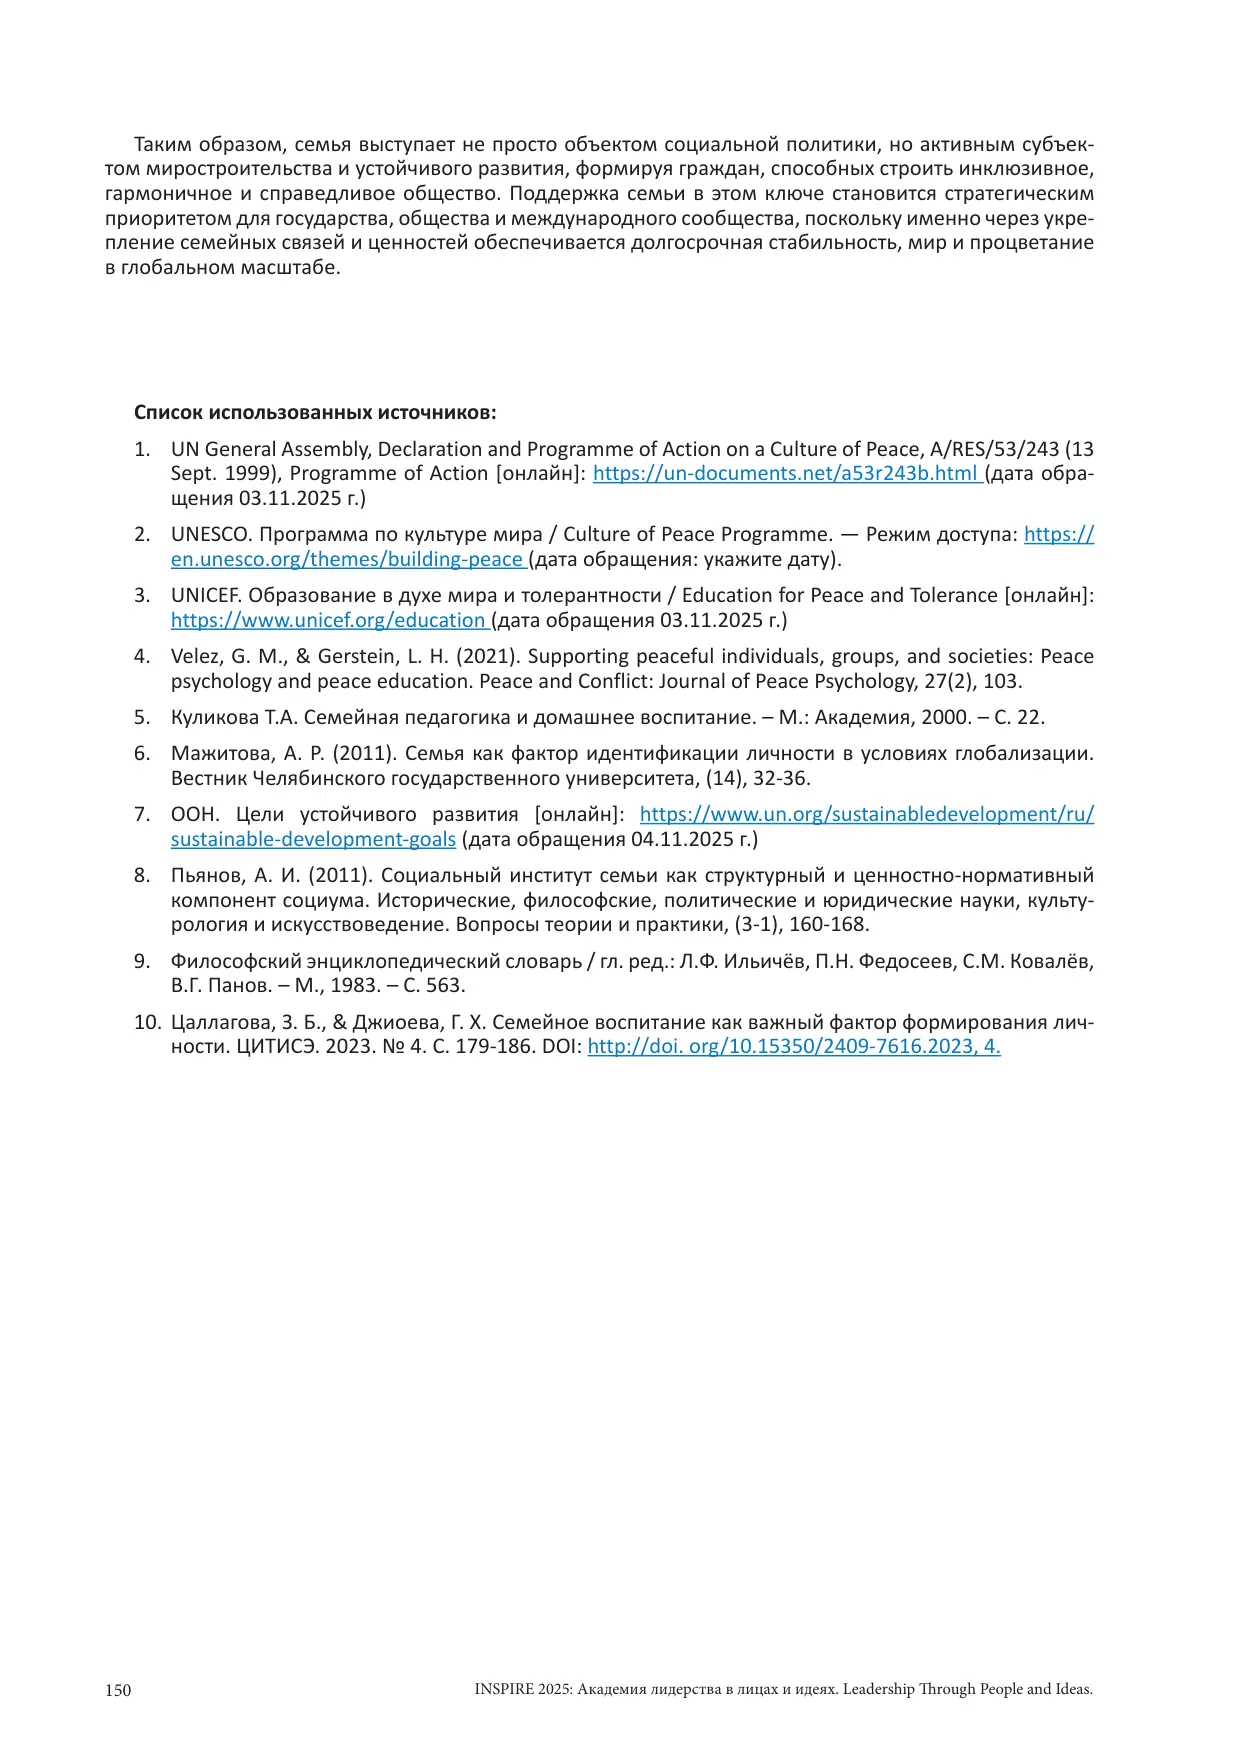 Таким образом, семья выступает не просто объектом социальной политики, но активным субъек-
том миростроительства и устойчивого развития, формируя граждан, способных строить инклюзивное,
гармоничное и справедливое общество. Поддержка семьи в этом ключе становится стратегическим
приоритетом для государства, общества и международного сообщества, поскольку именно через укре-
пление семейных связей и ценностей обеспечивается долгосрочная стабильность, мир и процветание
в глобальном масштабе.
Список использованных источников:
1. UN General Assembly, Declaration and Programme of Action on a Culture of Peace, A/RES/53/243 (13
Sept. 1999), Programme of Action [онлайн]: https://un-documents.net/a53r243b.html (дата обра-
щения 03.11.2025 г.)
2. UNESCO. Программа по культуре мира / Culture of Peace Programme. — Режим доступа: https://
en.unesco.org/themes/building-peace (дата обращения: укажите дату).
3. UNICEF. Образование в духе мира и толерантности / Education for Peace and Tolerance [онлайн]:
https://www.unicef.org/education (дата обращения 03.11.2025 г.)
4. Velez, G. M., & Gerstein, L. H. (2021). Supporting peaceful individuals, groups, and societies: Peace
psychology and peace education. Peace and Conflict: Journal of Peace Psychology, 27(2), 103.
5. Куликова Т.А. Семейная педагогика и домашнее воспитание. – М.: Академия, 2000. – С. 22.
6. Мажитова, А. Р. (2011). Семья как фактор идентификации личности в условиях глобализации.
Вестник Челябинского государственного университета, (14), 32-36.
7. ООН. Цели устойчивого развития [онлайн]: https://www.un.org/sustainabledevelopment/ru/
sustainable-development-goals (дата обращения 04.11.2025 г.)
8. Пьянов, А. И. (2011). Социальный институт семьи как структурный и ценностно-нормативный
компонент социума. Исторические, философские, политические и юридические науки, культу-
рология и искусствоведение. Вопросы теории и практики, (3-1), 160-168.
9. Философский энциклопедический словарь / гл. ред.: Л.Ф. Ильичёв, П.Н. Федосеев, С.М. Ковалёв,
В.Г. Панов. – М., 1983. – С. 563.
10. Цаллагова, З. Б., & Джиоева, Г. Х. Семейное воспитание как важный фактор формирования лич-
ности. ЦИТИСЭ. 2023. № 4. С. 179-186. DOI: http://doi. org/10.15350/2409-7616.2023, 4.
150
INSPIRE 2025: Академия лидерства в лицах и идеях. Leadership Through People and Ideas.